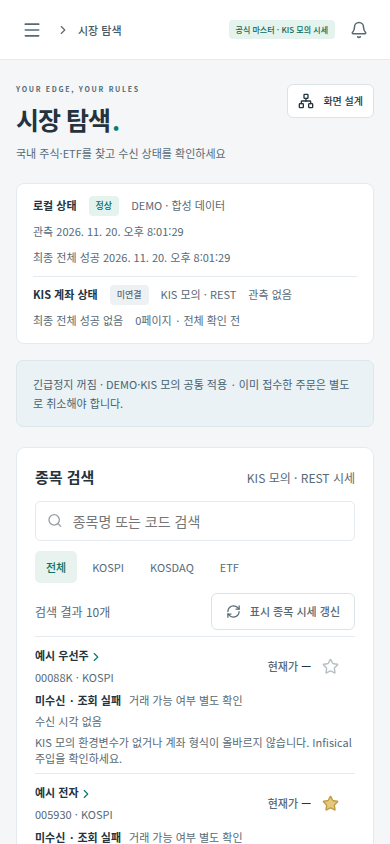 시장 탐색
공식 마스터 · KIS 모의 시세
YOUR EDGE, YOUR RULES
시장 탐색.
화면 설계
국내 주식·ETF를 찾고 수신 상태를 확인하세요
로컬 상태 정상 DEMO · 합성 데이터
관측 2026. 11. 20. 오후 8:01:29
최종 전체 성공 2026. 11. 20. 오후 8:01:29
KIS 계좌 상태 미연결 KIS 모의 · REST 관측 없음
최종 전체 성공 없음 0페이지 · 전체 확인 전
긴급정지 꺼짐 · DEMO·KIS 모의 공통 적용 · 이미 접수한 주문은 별도
로 취소해야 합니다.
종목 검색 KIS 모의 · REST 시세
종목명 또는 코드 검색
전체 KOSPI KOSDAQ ETF
검색 결과 10개 표시 종목 시세 갱신
예시 우선주
현재가 —
00088K · KOSPI
미수신 · 조회 실패 거래 가능 여부 별도 확인
수신 시각 없음
KIS 모의 환경변수가 없거나 계좌 형식이 올바르지 않습니다. Infisical
주입을 확인하세요.
예시 전자
현재가 —
005930 · KOSPI
미수신 · 조회 실패 거래 가능 여부 별도 확인